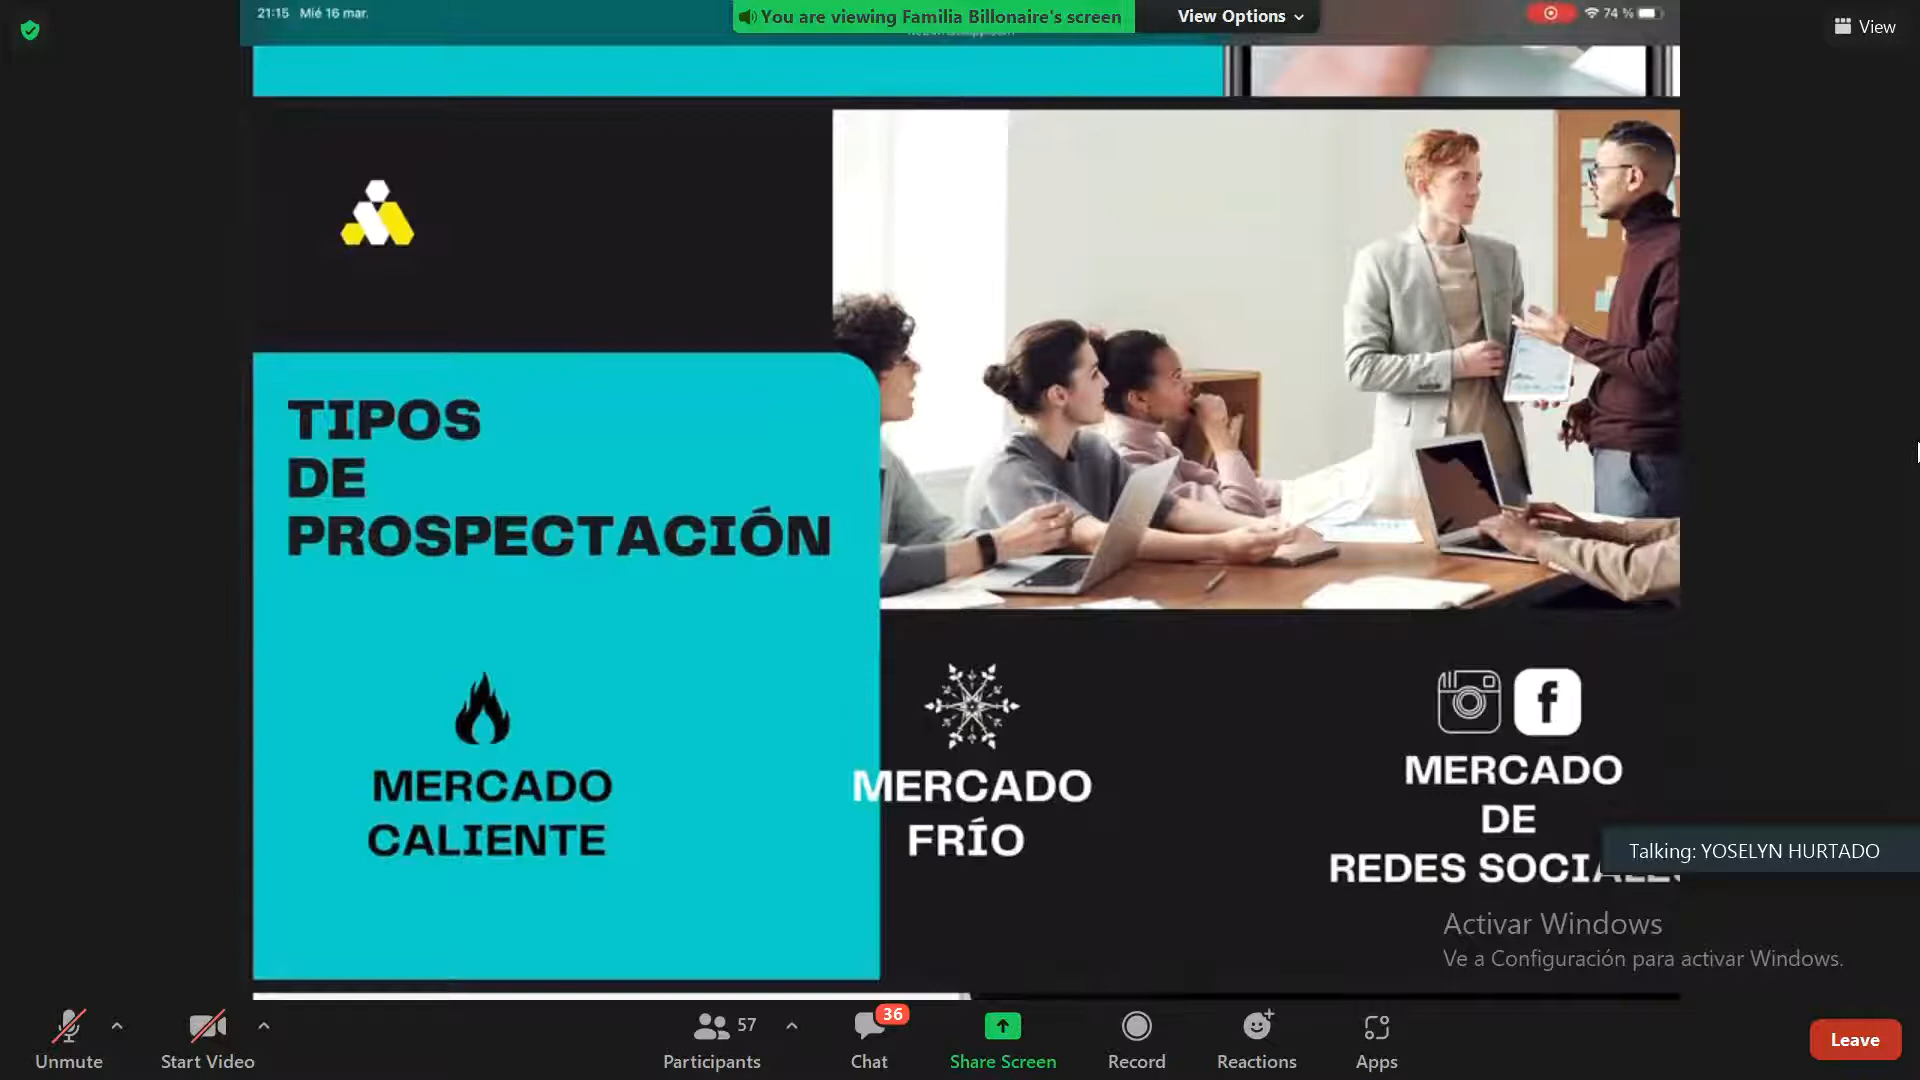 21:15 Mié 16 mar.
You are viewing Familia Billonaire's screen
View Options
74 %
View
TIPOS
DE
PROSPECTACIÓN
MERCADO
CALIENTE
MERCADO
FRÍO
MERCADO
DE
REDES
Talking: YOSELYN HURTADO
Activar Windows
Ve a Configuración para activar Windows.
Unmute
Start Video
57
Participants
36
Chat
Share Screen
Record
Reactions
Apps
Leave